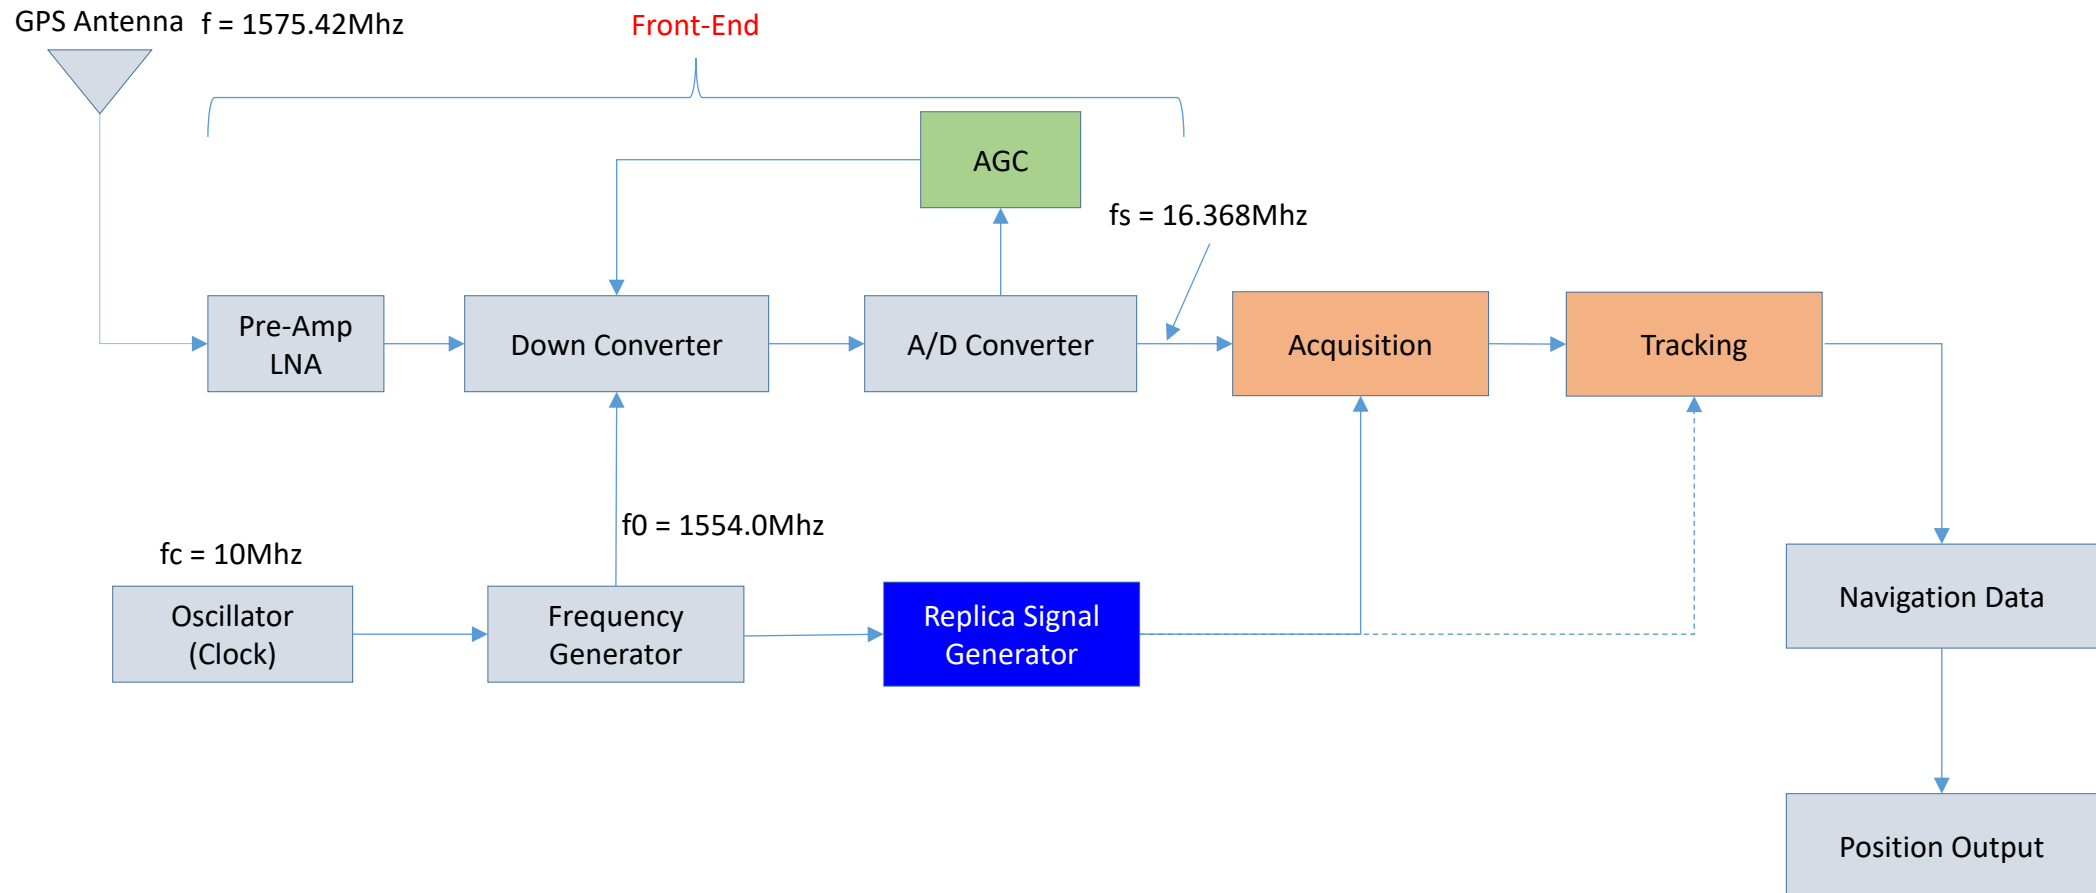 GPS Antenna
f = 1575.42Mhz
Front-End
AGC
fs = 16.368Mhz
Pre-Amp
LNA
Down Converter
A/D Converter
Acquisition
Tracking
f0 = 1554.0Mhz
fc = 10Mhz
Oscillator
(Clock)
Frequency
Generator
Replica Signal
Generator
Navigation Data
Position Output